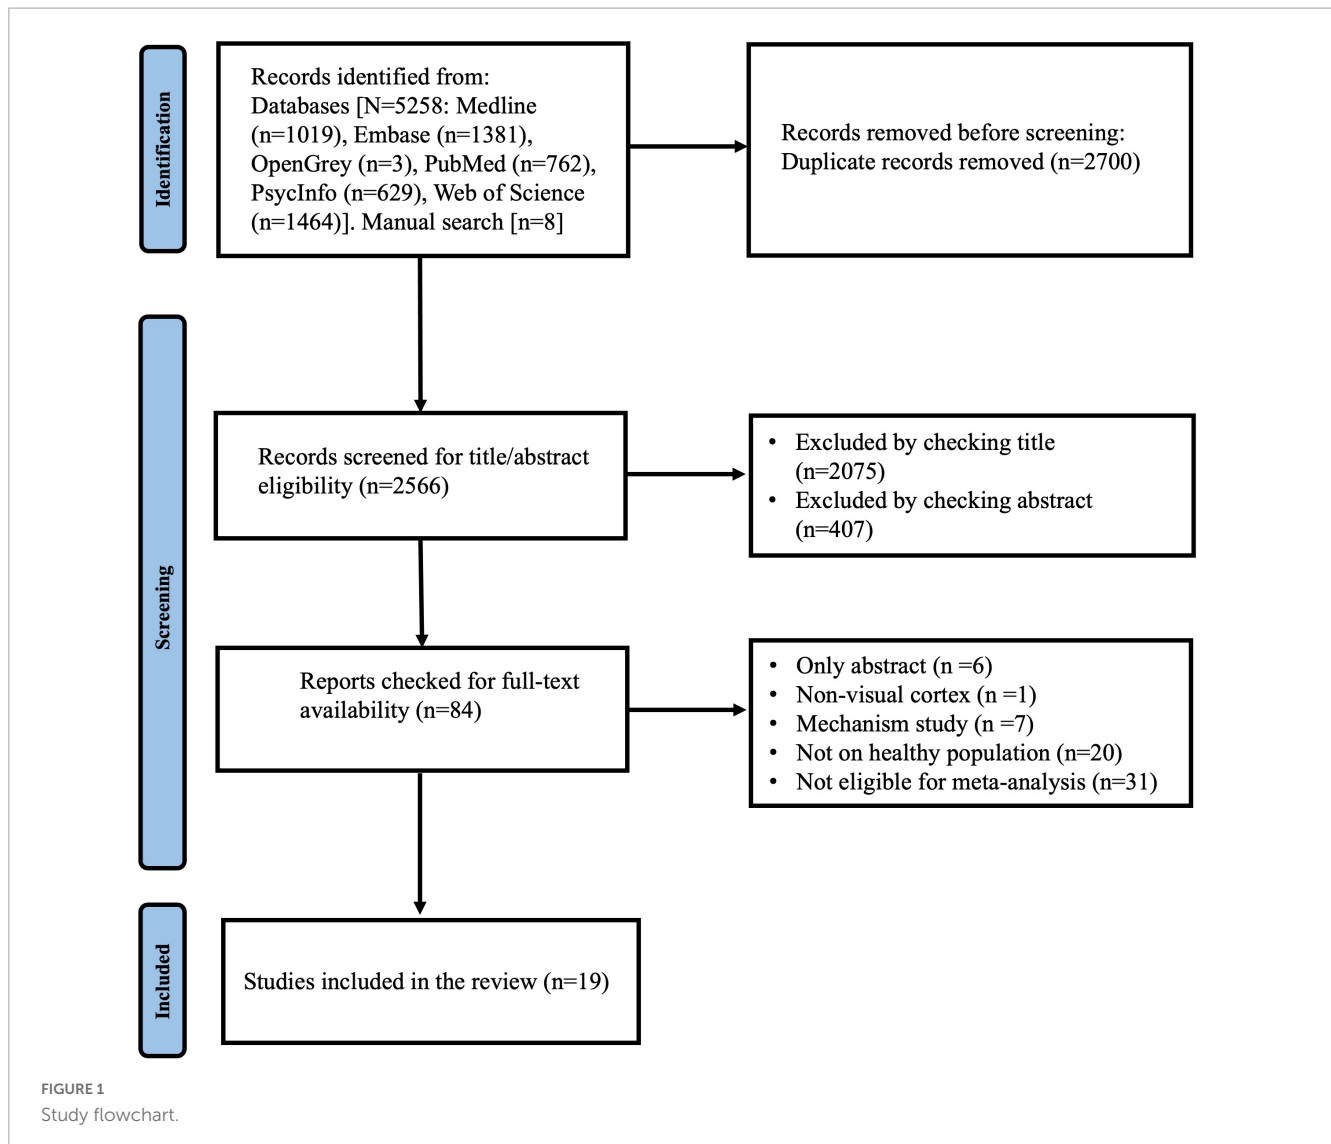 Identification
Records identified from:
Databases [N=5258: Medline
(n=1019), Embase (n=1381),
OpenGrey (n=3), PubMed (n=762),
PsycInfo (n=629), Web of Science
(n=1464)]. Manual search [n=8]
Records removed before screening:
Duplicate records removed (n=2700)
Screening
Records screened for title/abstract
eligibility (n=2566)
• Excluded by checking title
(n=2075)
• Excluded by checking abstract
(n=407)
Reports checked for full-text
availability (n=84)
• Only abstract (n =6)
• Non-visual cortex (n =1)
• Mechanism study (n =7)
• Not on healthy population (n=20)
• Not eligible for meta-analysis (n=31)
Included
Studies included in the review (n=19)
FIGURE 1
Study flowchart.